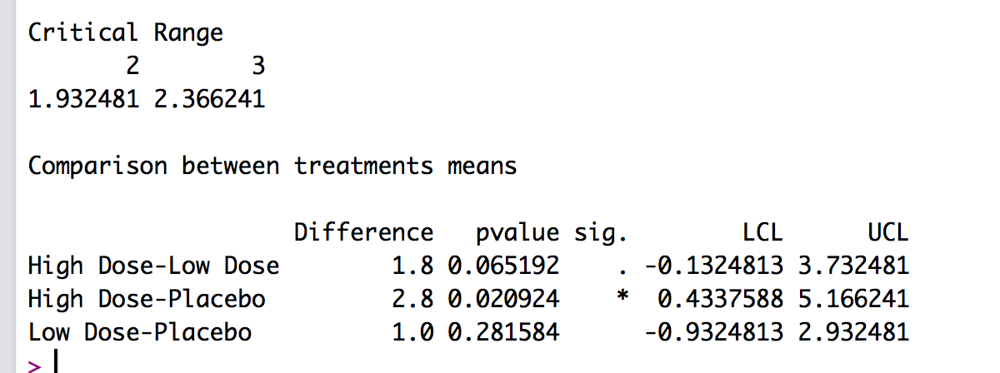 Critical Range
2 3
1.932481 2.366241
Comparison between treatments means
Difference pvalue sig. LCL UCL
High Dose-Low Dose 1.8 0.065192 . -0.1324813 3.732481
High Dose-Placebo 2.8 0.020924 * 0.4337588 5.166241
Low Dose-Placebo 1.0 0.281584 -0.9324813 2.932481
>